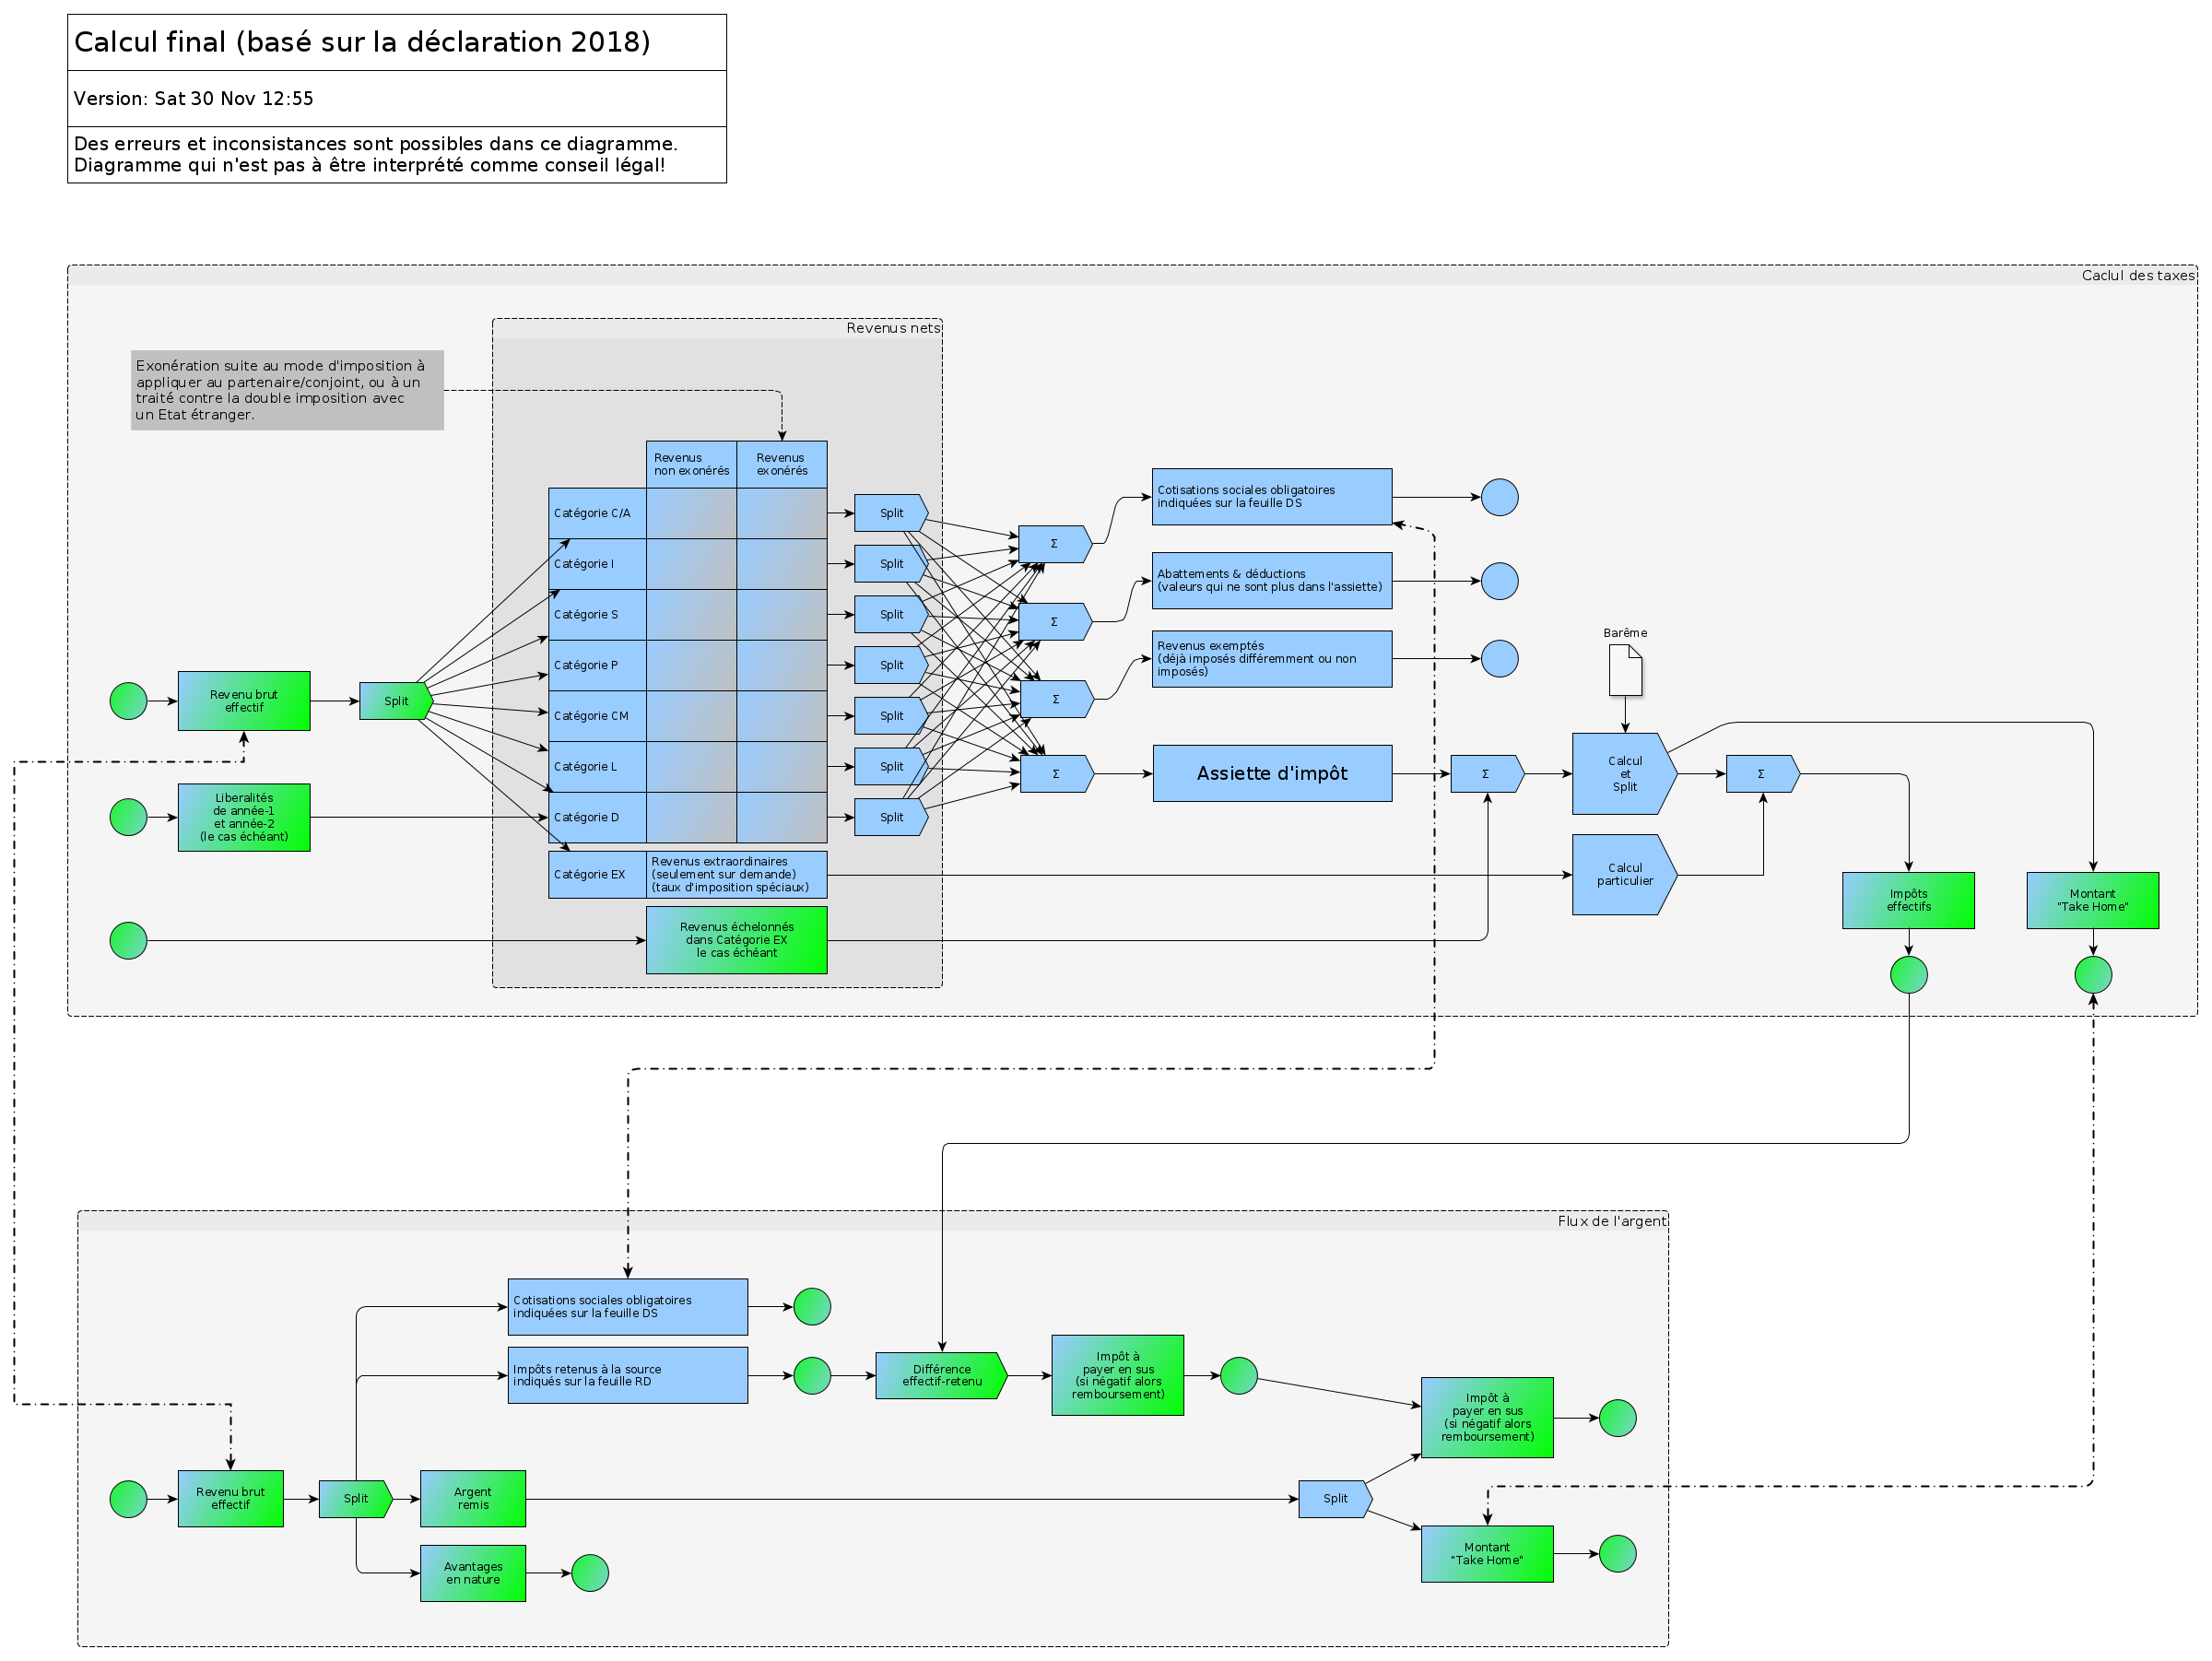 Calcul final (basé sur la déclaration 2018)
Version: Sat 30 Nov 12:55
Des erreurs et inconsistances sont possibles dans ce diagramme.
Diagramme qui n'est pas à être interprété comme conseil légal!
Caclul des taxes
Revenus nets
Exonération suite au mode d'imposition à
appliquer au partenaire/conjoint, ou à un
traité contre la double imposition avec
un Etat étranger.
Revenus
non exonérés
Revenus
exonérés
Catégorie C/A
Catégorie I
Catégorie S
Catégorie P
Catégorie CM
Catégorie L
Catégorie D
Catégorie EX
Revenus extraordinaires
(seulement sur demande)
(taux d'imposition spéciaux)
Revenus échelonnés
dans Catégorie EX
le cas échéant
Revenu brut
effectif
Split
Liberalités
de année-1
et année-2
(le cas échéant)
Split
Split
Split
Split
Split
Split
Split
Σ
Σ
Σ
Σ
Cotisations sociales obligatoires
indiquées sur la feuille DS
Abattements & déductions
(valeurs qui ne sont plus dans l'assiette)
Revenus exemptés
(déjà imposés différemment ou non
imposés)
Assiette d'impôt
Σ
Barême
Calcul
et
Split
Σ
Calcul
particulier
Impôts
effectifs
Montant
"Take Home"
Flux de l'argent
Cotisations sociales obligatoires
indiquées sur la feuille DS
Impôts retenus à la source
indiqués sur la feuille RD
Différence
effectif-retenu
Impôt à
payer en sus
(si négatif alors
remboursement)
Impôt à
payer en sus
(si négatif alors
remboursement)
Revenu brut
effectif
Split
Argent
remis
Split
Avantages
en nature
Montant
"Take Home"